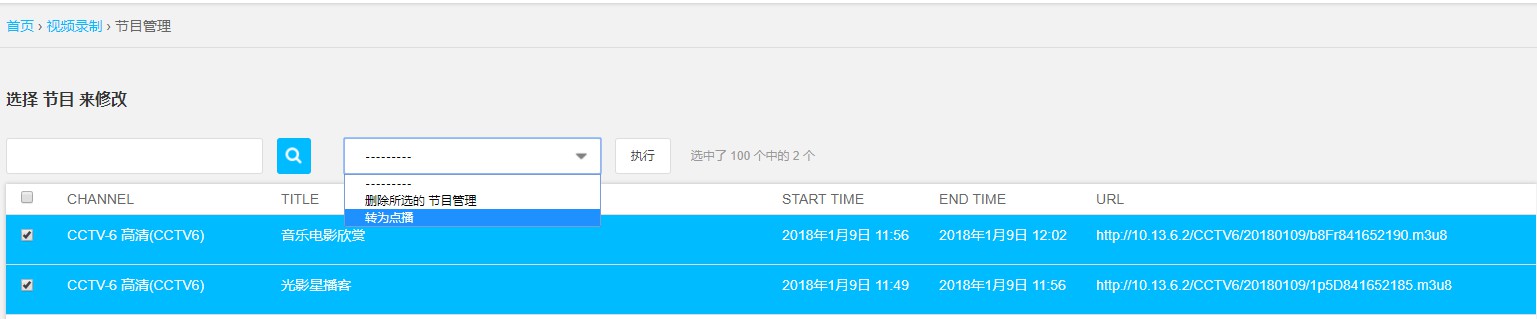 首页 › 视频录制 › 节目管理
选择 节目 来修改
--------- 执行 选中了 100 个中的 2 个
---------
删除所选的 节目管理
转为点播
CHANNEL TITLE START TIME END TIME URL
CCTV-6 高清(CCTV6) 音乐电影欣赏 2018年1月9日 11:56 2018年1月9日 12:02 http://10.13.6.2/CCTV6/20180109/b8Fr841652190.m3u8
CCTV-6 高清(CCTV6) 光影星播客 2018年1月9日 11:49 2018年1月9日 11:56 http://10.13.6.2/CCTV6/20180109/1p5D841652185.m3u8